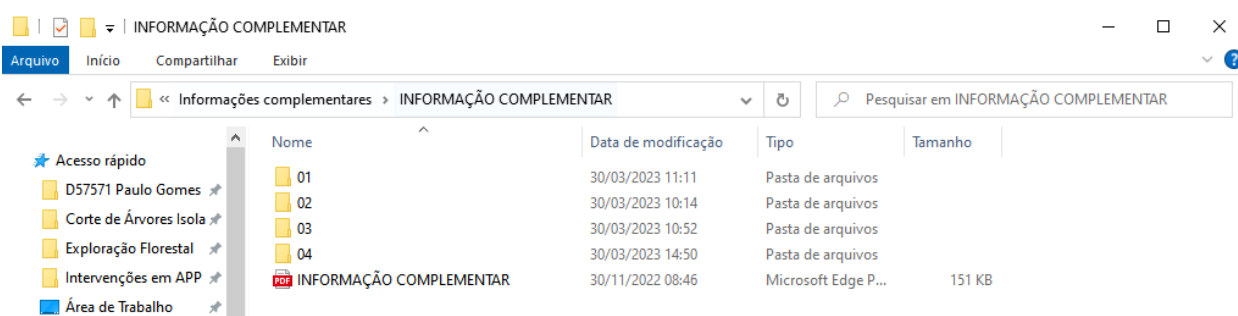 INFORMAÇÃO COMPLEMENTAR
Arquivo Início Compartilhar Exibir
« Informações complementares › INFORMAÇÃO COMPLEMENTAR Pesquisar em INFORMAÇÃO COMPLEMENTAR
Nome Data de modificação Tipo Tamanho
Acesso rápido
D57571 Paulo Gomes
Corte de Árvores Isola
Exploração Florestal
Intervenções em APP
Área de Trabalho
01 30/03/2023 11:11 Pasta de arquivos
02 30/03/2023 10:14 Pasta de arquivos
03 30/03/2023 10:52 Pasta de arquivos
04 30/03/2023 14:50 Pasta de arquivos
PDF INFORMAÇÃO COMPLEMENTAR 30/11/2022 08:46 Microsoft Edge P... 151 KB